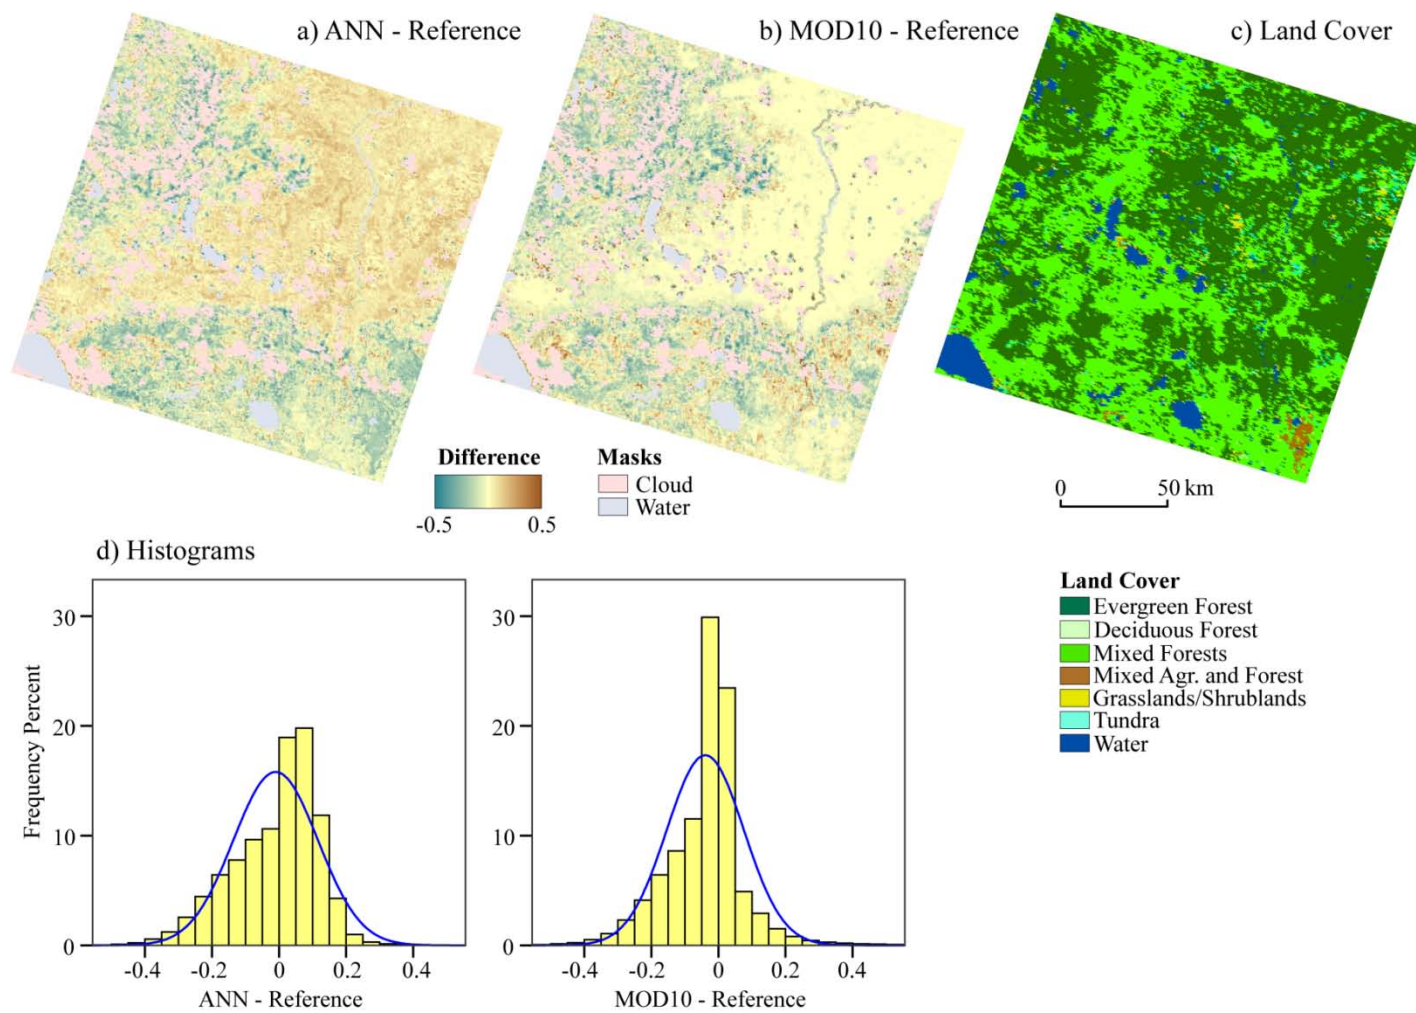 a) ANN - Reference
b) MOD10 - Reference
c) Land Cover
Difference
-0.5 0.5
Masks
Cloud
Water
0 50 km
d) Histograms
Frequency Percent
30
20
10
0
-0.4 -0.2 0 0.2 0.4
ANN - Reference
30
20
10
0
-0.4 -0.2 0 0.2 0.4
MOD10 - Reference
Land Cover
Evergreen Forest
Deciduous Forest
Mixed Forests
Mixed Agr. and Forest
Grasslands/Shrublands
Tundra
Water